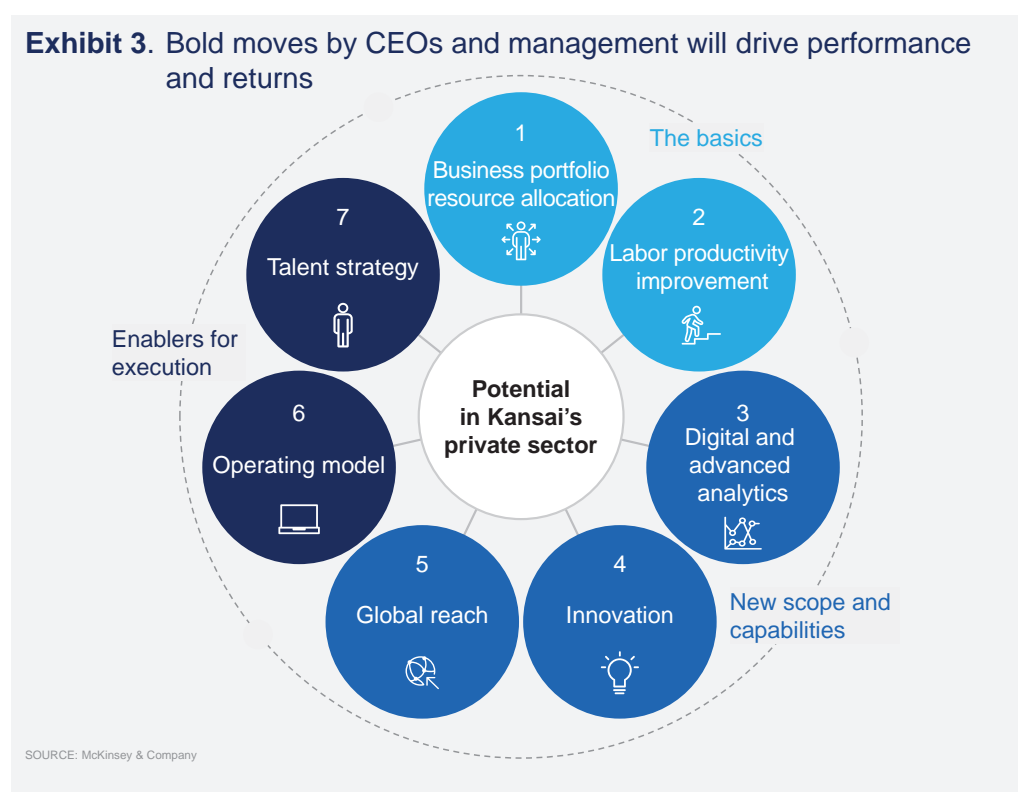 Exhibit 3. Bold moves by CEOs and management will drive performance
and returns
1
Business portfolio
resource allocation
The basics
2
Labor productivity
improvement
3
Digital and
advanced
analytics
New scope and
capabilities
4
Innovation
5
Global reach
6
Operating model
Enablers for
execution
7
Talent strategy
Potential
in Kansai’s
private sector
SOURCE: McKinsey & Company